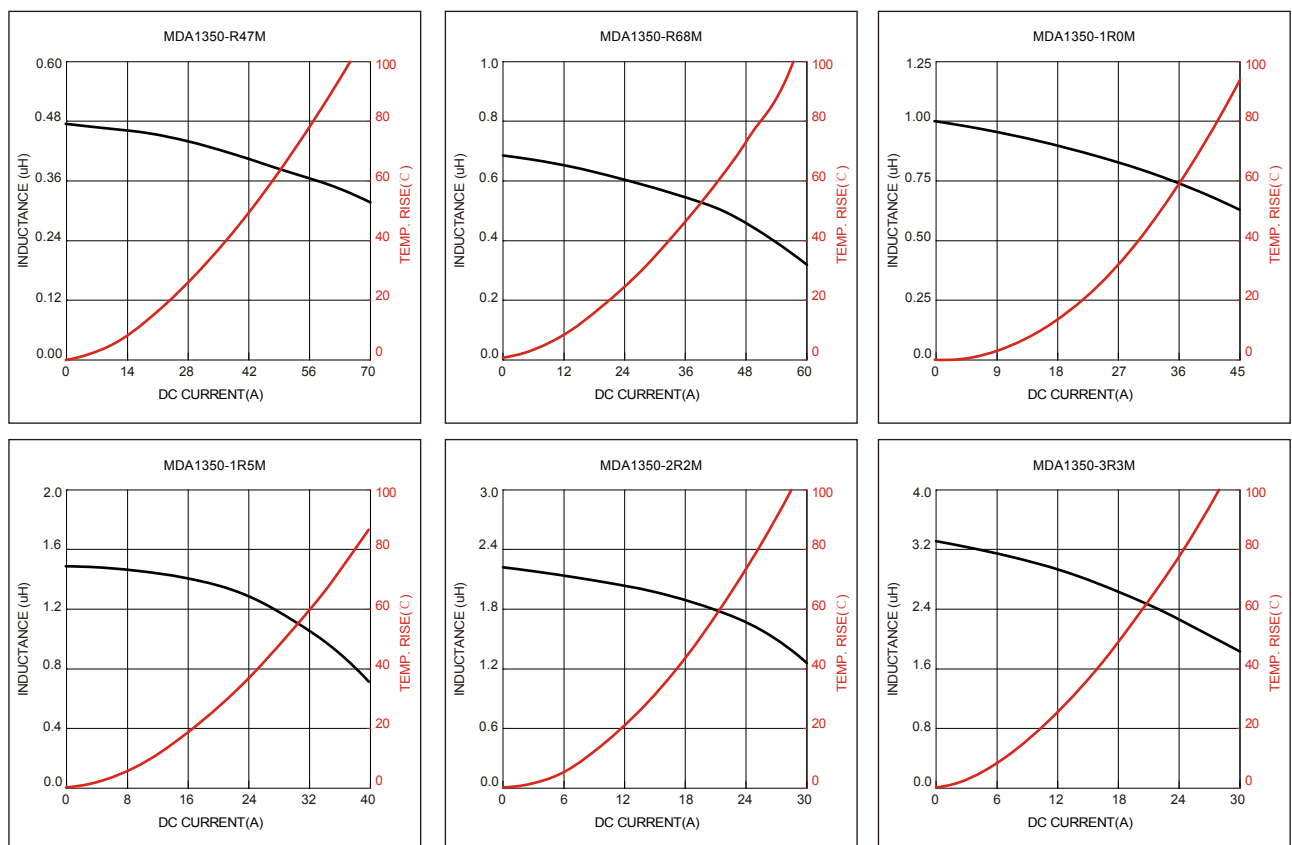 MDA1350-R47M
0.60
0.48
0.36
0.24
0.12
0.00
INDUCTANCE (uH)
100
80
60
40
20
0
TEMP. RISE(℃)
0 14 28 42 56 70
DC CURRENT(A)
MDA1350-R68M
1.0
0.8
0.6
0.4
0.2
0.0
INDUCTANCE (uH)
100
80
60
40
20
0
TEMP. RISE(℃)
0 12 24 36 48 60
DC CURRENT(A)
MDA1350-1R0M
1.25
1.00
0.75
0.50
0.25
0.00
INDUCTANCE (uH)
100
80
60
40
20
0
TEMP. RISE(℃)
0 9 18 27 36 45
DC CURRENT(A)
MDA1350-1R5M
2.0
1.6
1.2
0.8
0.4
0.0
INDUCTANCE (uH)
100
80
60
40
20
0
TEMP. RISE(℃)
0 8 16 24 32 40
DC CURRENT(A)
MDA1350-2R2M
3.0
2.4
1.8
1.2
0.6
0.0
INDUCTANCE (uH)
100
80
60
40
20
0
TEMP. RISE(℃)
0 6 12 18 24 30
DC CURRENT(A)
MDA1350-3R3M
4.0
3.2
2.4
1.6
0.8
0.0
INDUCTANCE (uH)
100
80
60
40
20
0
TEMP. RISE(℃)
0 6 12 18 24 30
DC CURRENT(A)